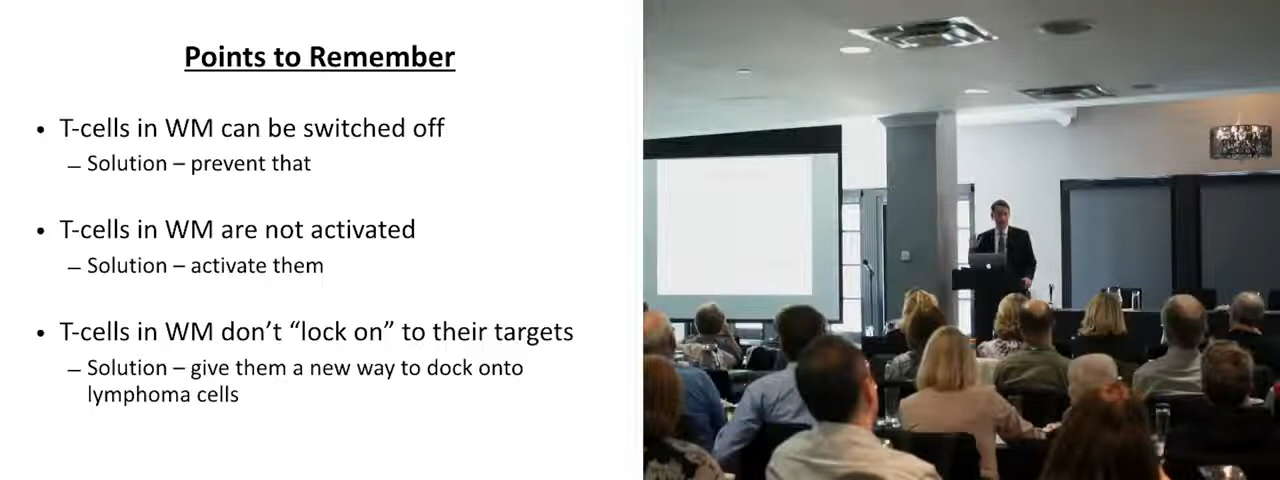 Points to Remember
• T-cells in WM can be switched off
– Solution – prevent that
• T-cells in WM are not activated
– Solution – activate them
• T-cells in WM don’t “lock on” to their targets
– Solution – give them a new way to dock onto
lymphoma cells